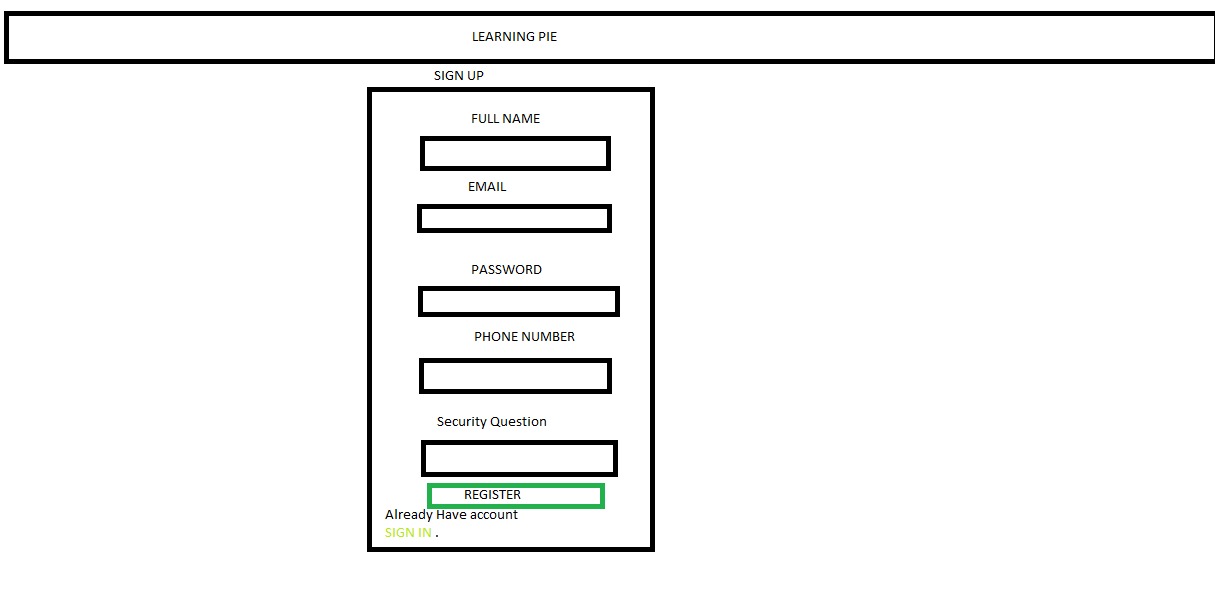 LEARNING PIE
SIGN UP
FULL NAME
EMAIL
PASSWORD
PHONE NUMBER
Security Question
REGISTER
Already Have account
SIGN IN .